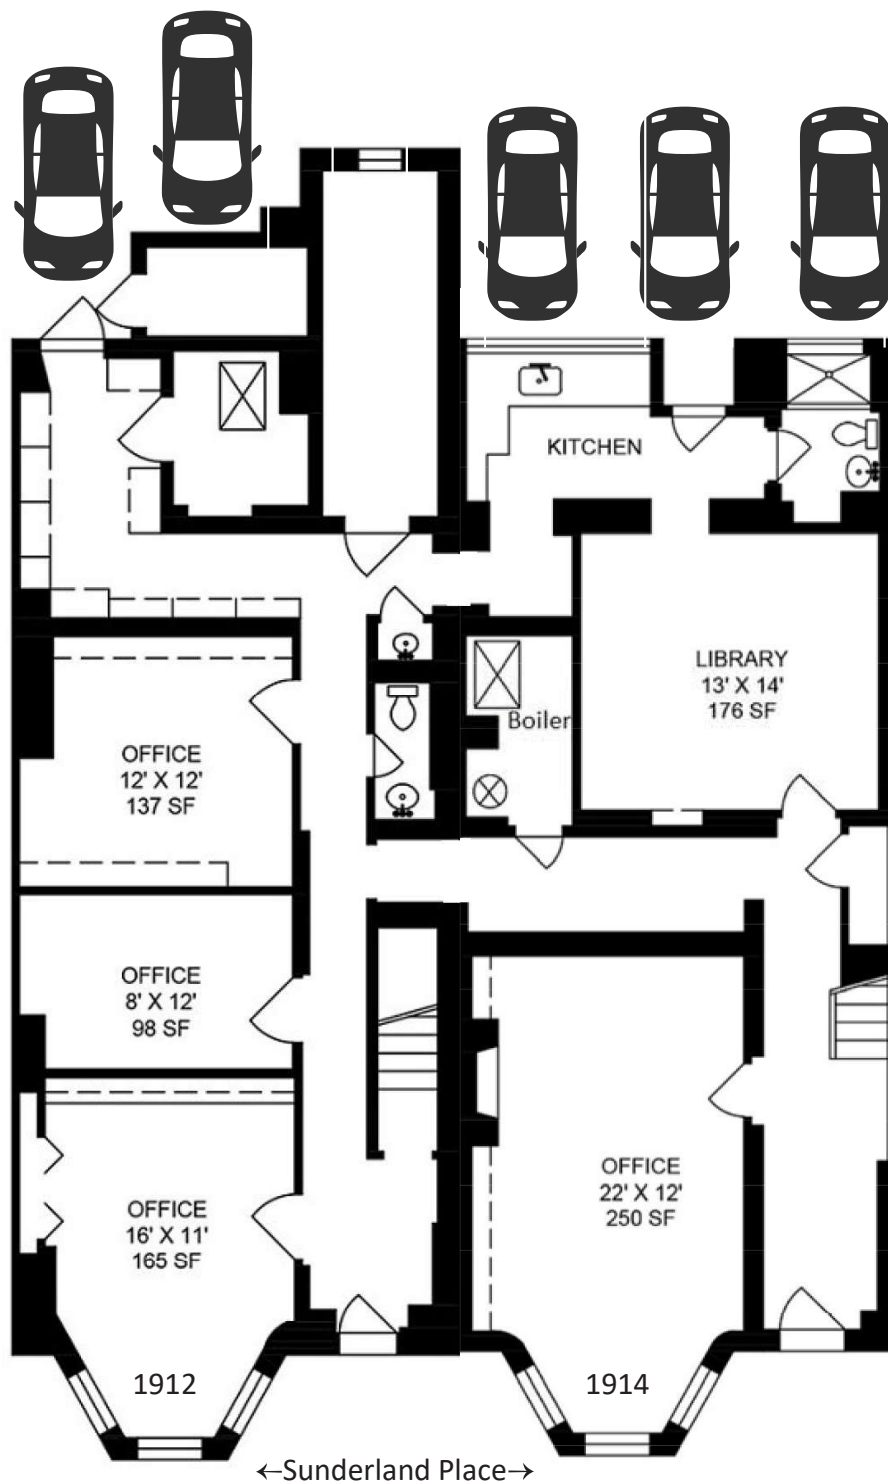 KITCHEN
LIBRARY
13' X 14'
176 SF
Boiler
OFFICE
12' X 12'
137 SF
OFFICE
8' X 12'
98 SF
OFFICE
22' X 12'
250 SF
OFFICE
16' X 11'
165 SF
1912
1914
←Sunderland Place→